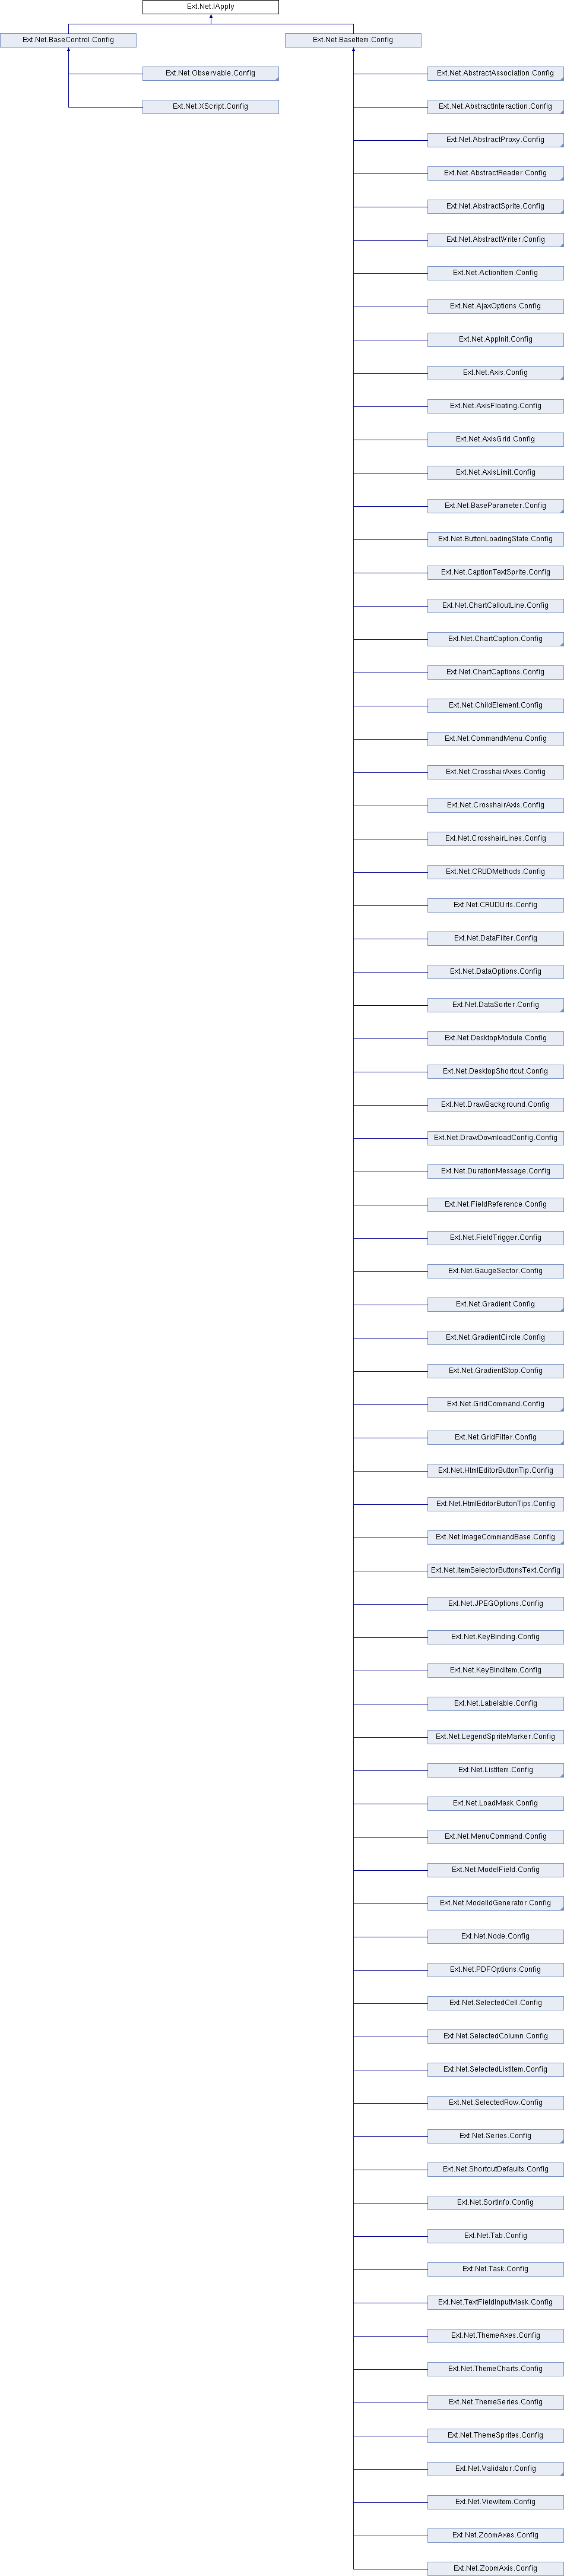 Ext.Net.IApply
Ext.Net.BaseControl.Config
Ext.Net.BaseItem.Config
Ext.Net.Observable.Config
Ext.Net.XScript.Config
Ext.Net.AbstractAssociation.Config
Ext.Net.AbstractInteraction.Config
Ext.Net.AbstractProxy.Config
Ext.Net.AbstractReader.Config
Ext.Net.AbstractSprite.Config
Ext.Net.AbstractWriter.Config
Ext.Net.ActionItem.Config
Ext.Net.AjaxOptions.Config
Ext.Net.AppInit.Config
Ext.Net.Axis.Config
Ext.Net.AxisFloating.Config
Ext.Net.AxisGrid.Config
Ext.Net.AxisLimit.Config
Ext.Net.BaseParameter.Config
Ext.Net.ButtonLoadingState.Config
Ext.Net.CaptionTextSprite.Config
Ext.Net.ChartCalloutLine.Config
Ext.Net.ChartCaption.Config
Ext.Net.ChartCaptions.Config
Ext.Net.ChildElement.Config
Ext.Net.CommandMenu.Config
Ext.Net.CrosshairAxes.Config
Ext.Net.CrosshairAxis.Config
Ext.Net.CrosshairLines.Config
Ext.Net.CRUDMethods.Config
Ext.Net.CRUDUrls.Config
Ext.Net.DataFilter.Config
Ext.Net.DataOptions.Config
Ext.Net.DataSorter.Config
Ext.Net.DesktopModule.Config
Ext.Net.DesktopShortcut.Config
Ext.Net.DrawBackground.Config
Ext.Net.DrawDownloadConfig.Config
Ext.Net.DurationMessage.Config
Ext.Net.FieldReference.Config
Ext.Net.FieldTrigger.Config
Ext.Net.GaugeSector.Config
Ext.Net.Gradient.Config
Ext.Net.GradientCircle.Config
Ext.Net.GradientStop.Config
Ext.Net.GridCommand.Config
Ext.Net.GridFilter.Config
Ext.Net.HtmlEditorButtonTip.Config
Ext.Net.HtmlEditorButtonTips.Config
Ext.Net.ImageCommandBase.Config
Ext.Net.ItemSelectorButtonsText.Config
Ext.Net.JPEGOptions.Config
Ext.Net.KeyBinding.Config
Ext.Net.KeyBindItem.Config
Ext.Net.Labelable.Config
Ext.Net.LegendSpriteMarker.Config
Ext.Net.ListItem.Config
Ext.Net.LoadMask.Config
Ext.Net.MenuCommand.Config
Ext.Net.ModelField.Config
Ext.Net.ModelIdGenerator.Config
Ext.Net.Node.Config
Ext.Net.PDFOptions.Config
Ext.Net.SelectedCell.Config
Ext.Net.SelectedColumn.Config
Ext.Net.SelectedListItem.Config
Ext.Net.SelectedRow.Config
Ext.Net.Series.Config
Ext.Net.ShortcutDefaults.Config
Ext.Net.SortInfo.Config
Ext.Net.Tab.Config
Ext.Net.Task.Config
Ext.Net.TextFieldInputMask.Config
Ext.Net.ThemeAxes.Config
Ext.Net.ThemeCharts.Config
Ext.Net.ThemeSeries.Config
Ext.Net.ThemeSprites.Config
Ext.Net.Validator.Config
Ext.Net.ViewItem.Config
Ext.Net.ZoomAxes.Config
Ext.Net.ZoomAxis.Config